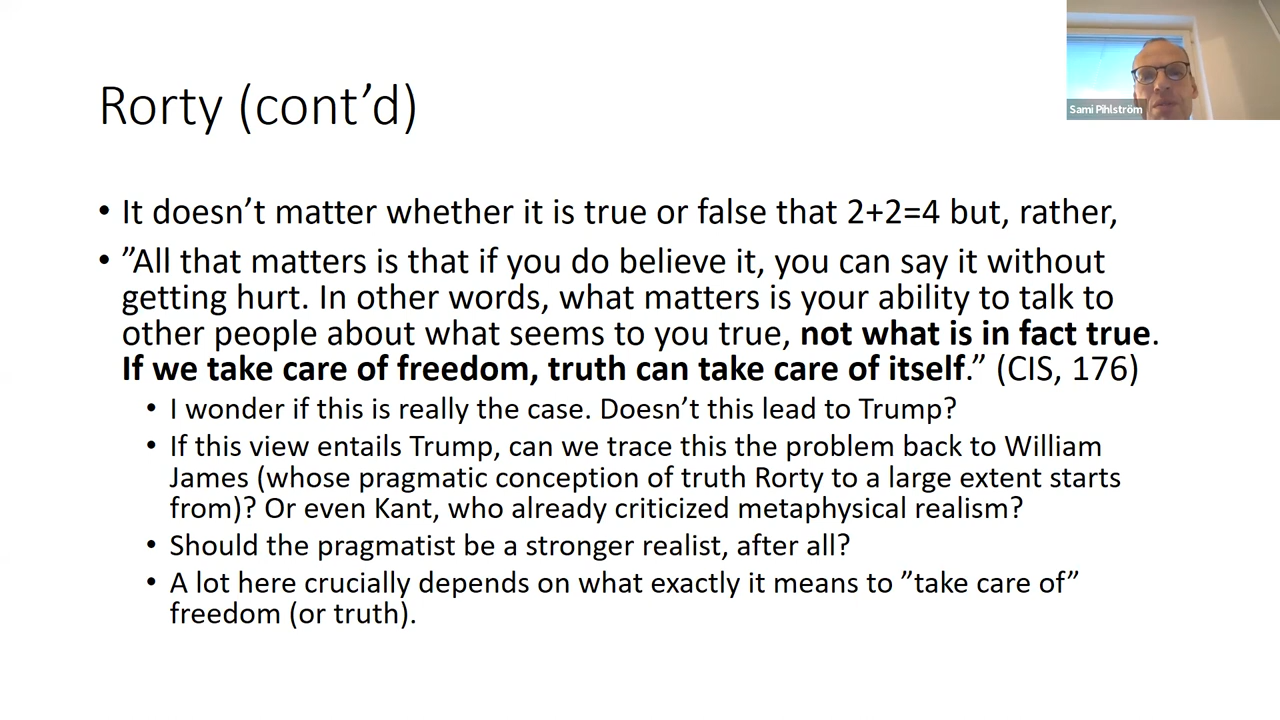 Rorty (cont’d)
Sami Pihlström
• It doesn’t matter whether it is true or false that 2+2=4 but, rather,
• ”All that matters is that if you do believe it, you can say it without
getting hurt. In other words, what matters is your ability to talk to
other people about what seems to you true, not what is in fact true.
If we take care of freedom, truth can take care of itself.” (CIS, 176)
• I wonder if this is really the case. Doesn’t this lead to Trump?
• If this view entails Trump, can we trace this the problem back to William
James (whose pragmatic conception of truth Rorty to a large extent starts
from)? Or even Kant, who already criticized metaphysical realism?
• Should the pragmatist be a stronger realist, after all?
• A lot here crucially depends on what exactly it means to ”take care of”
freedom (or truth).